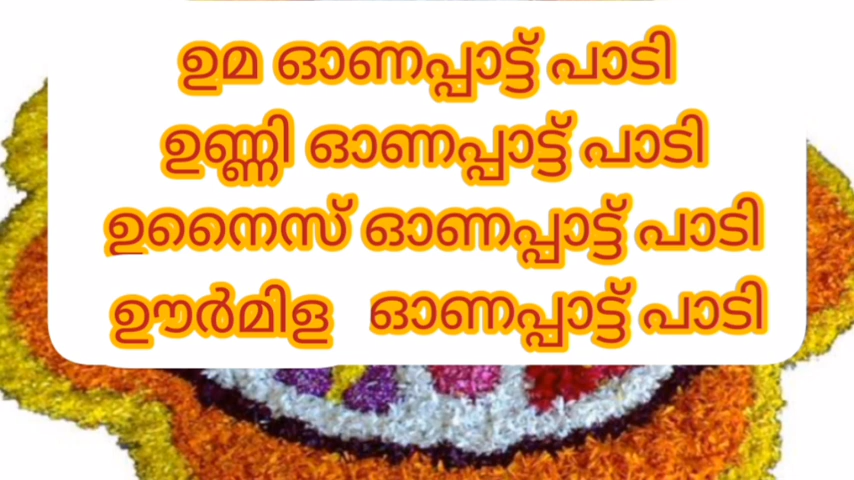 ഉമ ഓണപ്പാട്ട് പാടി
ഉണ്ണി ഓണപ്പാട്ട് പാടി
ഉനൈസ് ഓണപ്പാട്ട് പാടി
ഊർമിള ഓണപ്പാട്ട് പാടി